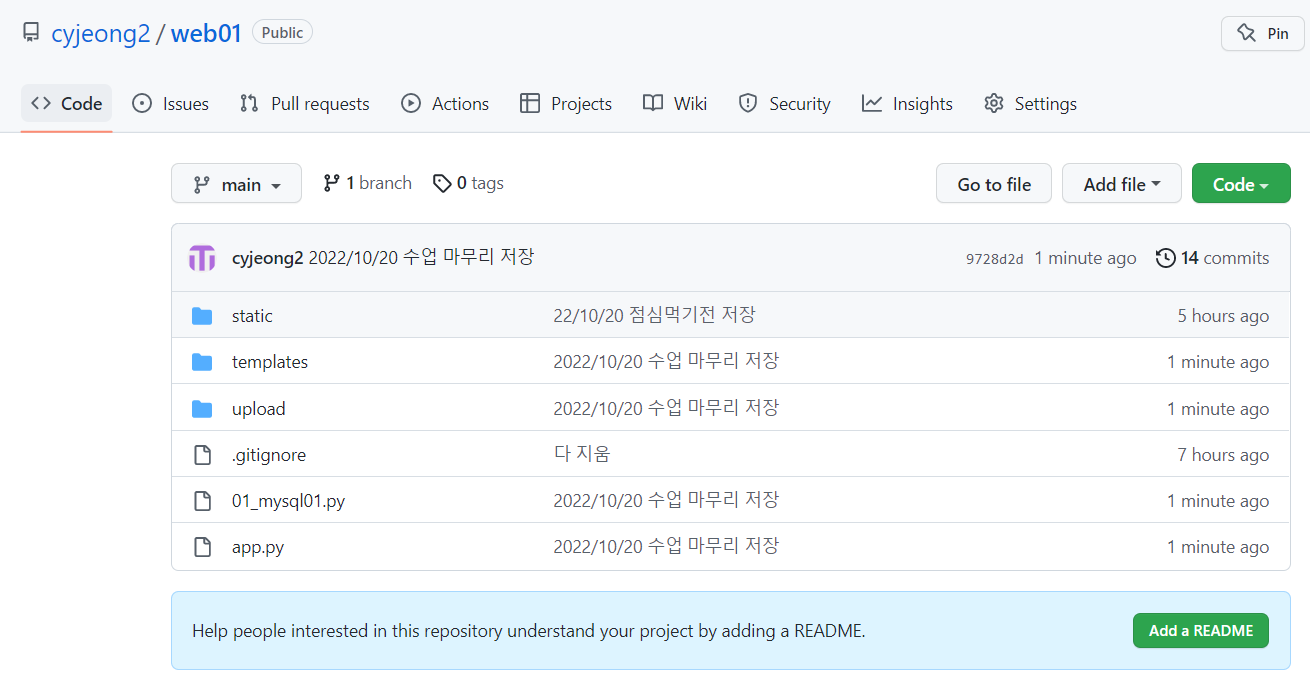 cyjeong2 / web01 Public Pin
Code Issues Pull requests Actions Projects Wiki Security Insights Settings
main 1 branch 0 tags Go to file Add file Code
cyjeong2 2022/10/20 수업 마무리 저장 9728d2d 1 minute ago 14 commits
static 22/10/20 점심먹기전 저장 5 hours ago
templates 2022/10/20 수업 마무리 저장 1 minute ago
upload 2022/10/20 수업 마무리 저장 1 minute ago
.gitignore 다 지움 7 hours ago
01_mysql01.py 2022/10/20 수업 마무리 저장 1 minute ago
app.py 2022/10/20 수업 마무리 저장 1 minute ago
Help people interested in this repository understand your project by adding a README. Add a README